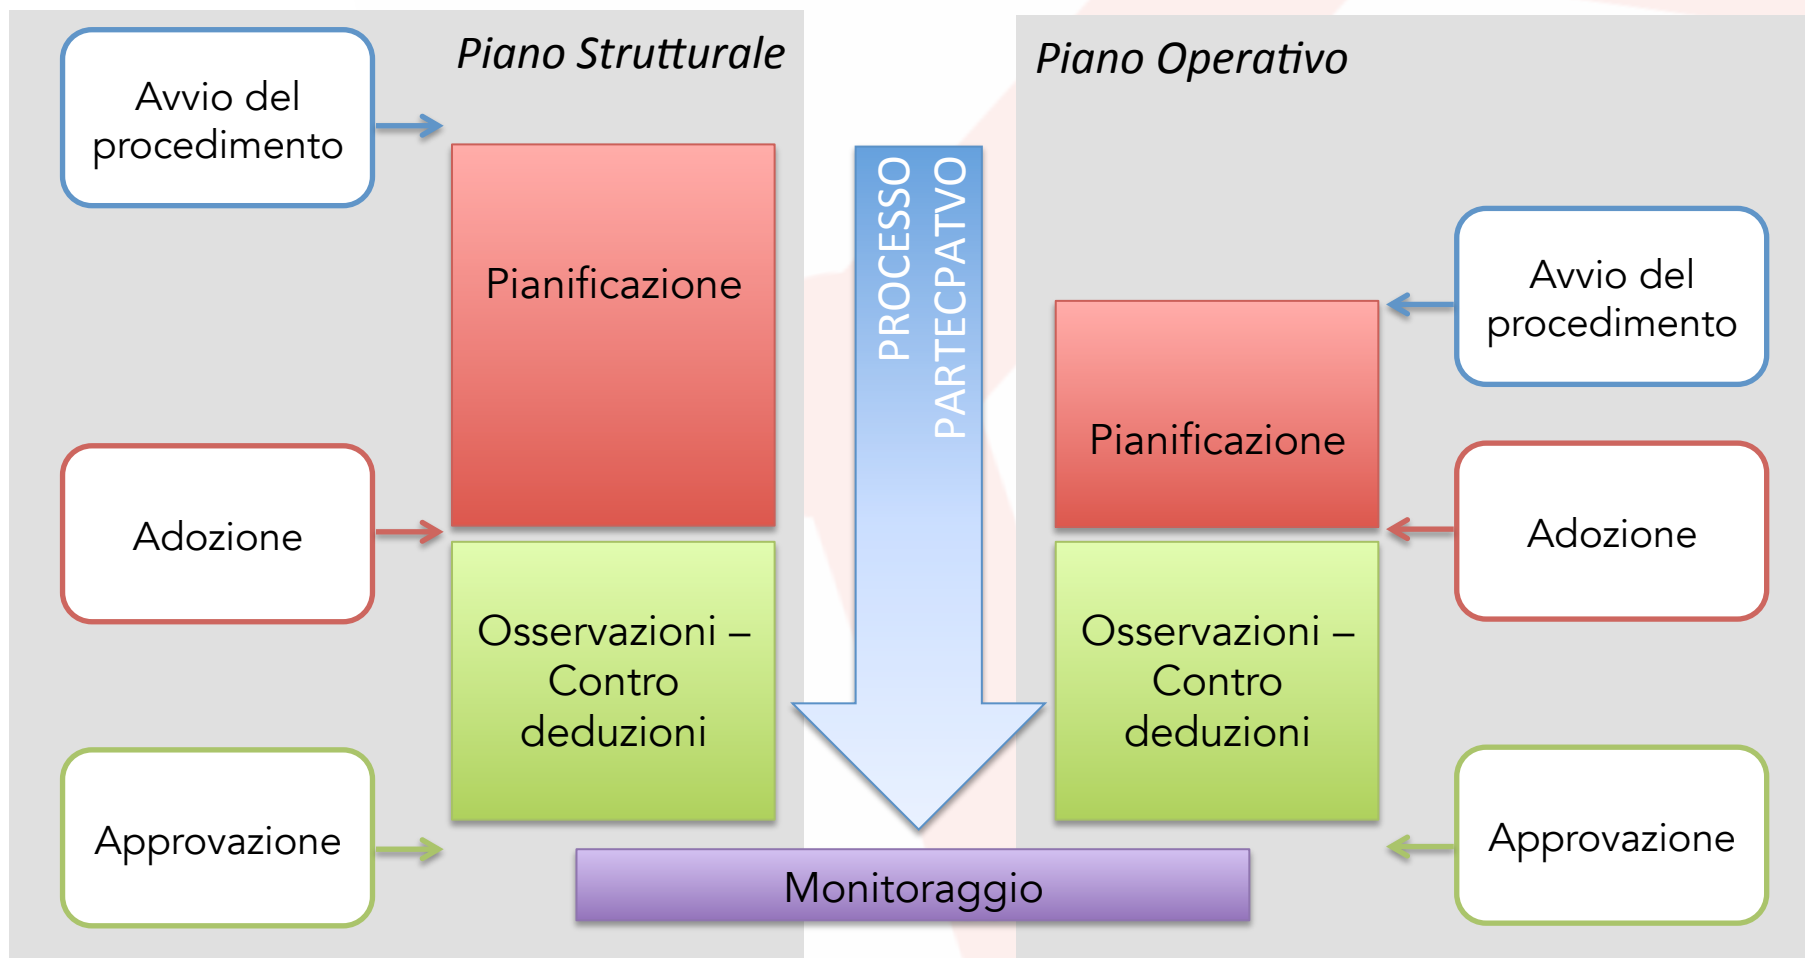 Piano Strutturale
Avvio del
procedimento
Pianificazione
Adozione
Osservazioni –
Contro
deduzioni
Approvazione
PROCESSO
PARTECPATVO
Piano Operativo
Avvio del
procedimento
Pianificazione
Adozione
Osservazioni –
Contro
deduzioni
Approvazione
Monitoraggio